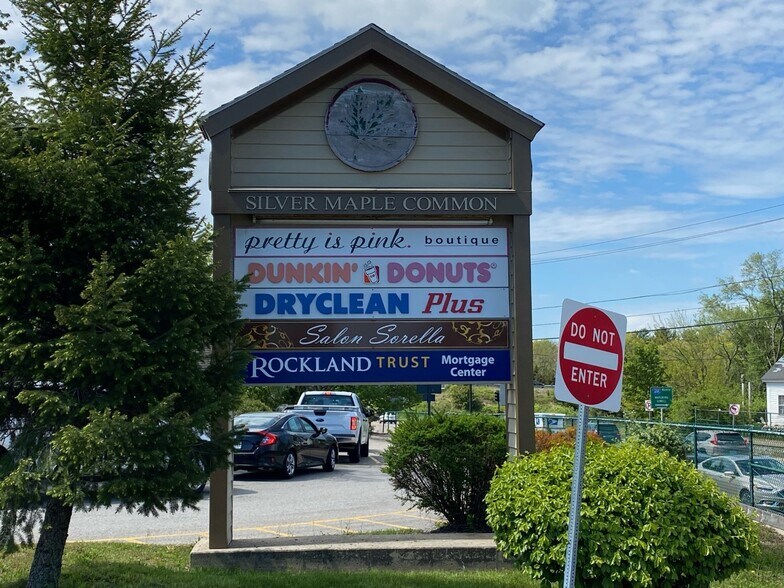 SILVER MAPLE COMMON
pretty is pink. boutique
DUNKIN' DONUTS®
DRYCLEAN Plus
Salon Sorella
ROCKLAND TRUST Mortgage Center
DO NOT
ENTER